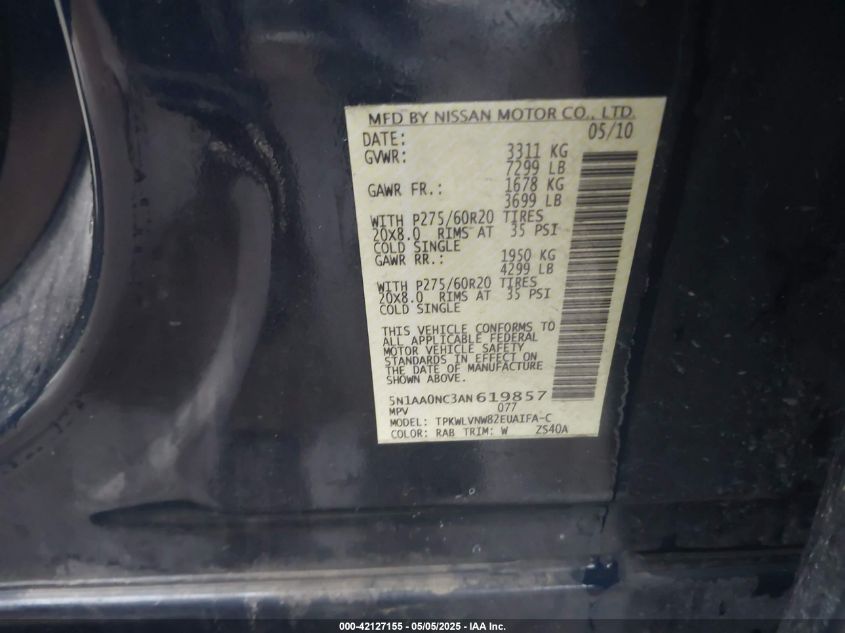 MFD BY NISSAN MOTOR CO., LTD.
DATE: 05/10
GVWR: 3311 KG
7299 LB
GAWR FR.: 1678 KG
3699 LB
WITH P275/60R20 TIRES
20X8.0 RIMS AT 35 PSI
COLD SINGLE
GAWR RR.: 1950 KG
4299 LB
WITH P275/60R20 TIRES
20X8.0 RIMS AT 35 PSI
COLD SINGLE
THIS VEHICLE CONFORMS TO
ALL APPLICABLE FEDERAL
MOTOR VEHICLE SAFETY
STANDARDS IN EFFECT ON
THE DATE OF MANUFACTURE
SHOWN ABOVE.
5N1AA0NC3AN619857
MPV 077
MODEL: TPKWLVNW82EUAIFA-C
COLOR: RAB TRIM: W ZS40A
000-42127155 - 05/05/2025 - IAA Inc.